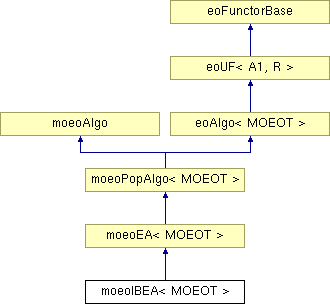 eoFunctorBase
eoUF< A1, R >
moeoAlgo
eoAlgo< MOEOT >
moeoPopAlgo< MOEOT >
moeoEA< MOEOT >
moeoIBEA< MOEOT >